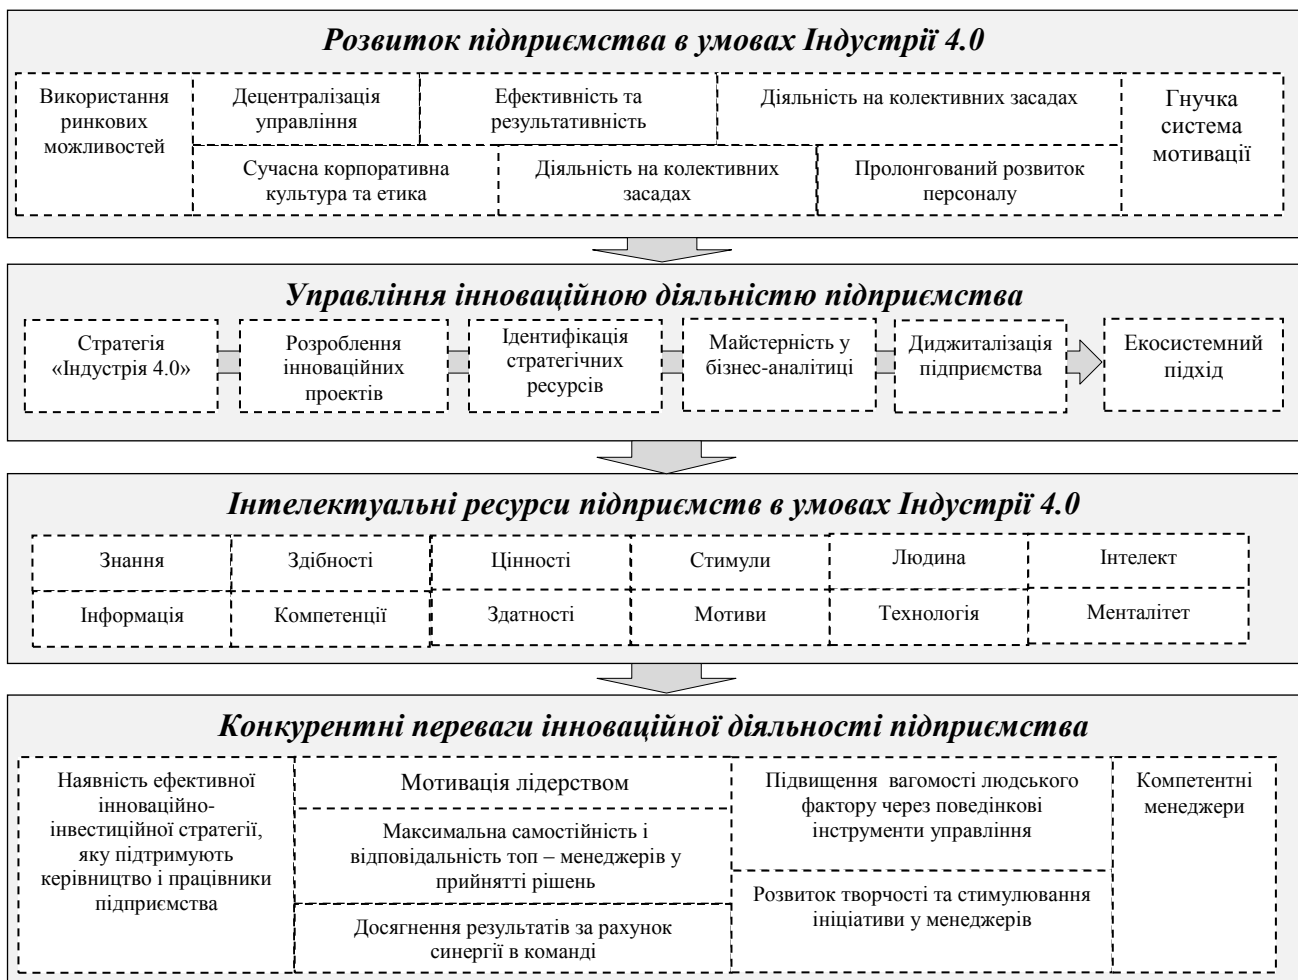 Розвиток підприємства в умовах Індустрії 4.0
Використання
ринкових
можливостей
Децентралізація
управління
Ефективність та
результативність
Діяльність на колективних засадах
Гнучка
система
мотивації
Сучасна корпоративна
культура та етика
Діяльність на колективних
засадах
Пролонгований розвиток
персоналу
Управління інноваційною діяльністю підприємства
Стратегія
«Індустрія 4.0»
Розроблення
інноваційних
проектів
Ідентифікація
стратегічних
ресурсів
Майстерність у
бізнес-аналітиці
Диджиталізація
підприємства
Екосистемний
підхід
Інтелектуальні ресурси підприємств в умовах Індустрії 4.0
Знання
Здібності
Цінності
Стимули
Людина
Інтелект
Інформація
Компетенції
Здатності
Мотиви
Технологія
Менталітет
Конкурентні переваги інноваційної діяльності підприємства
Наявність ефективної
інноваційно-
інвестиційної стратегії,
яку підтримують
керівництво і працівники
підприємства
Мотивація лідерством
Максимальна самостійність і
відповідальність топ – менеджерів у
прийнятті рішень
Досягнення результатів за рахунок
синергії в команді
Підвищення вагомості людського
фактору через поведінкові
інструменти управління
Розвиток творчості та стимулювання
ініціативи у менеджерів
Компетентні
менеджери